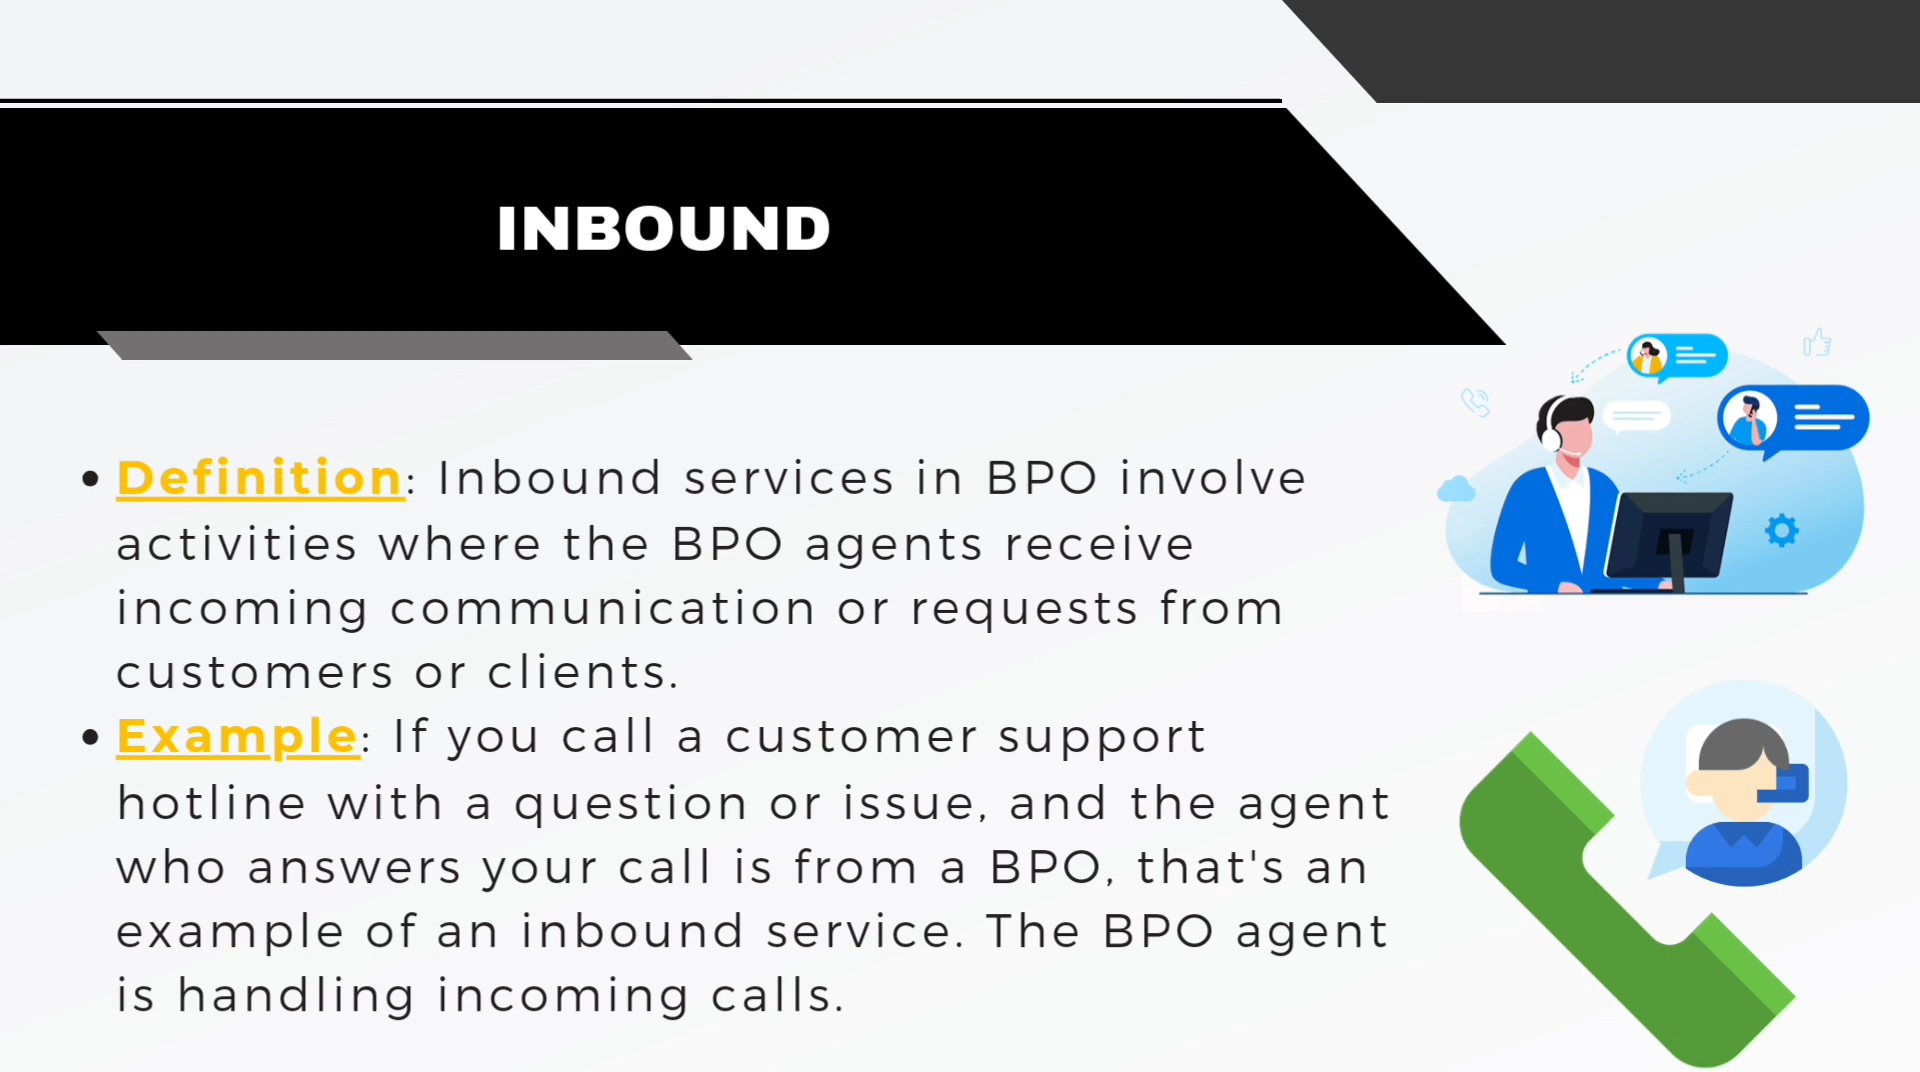 INBOUND
• Definition: Inbound services in BPO involve
activities where the BPO agents receive
incoming communication or requests from
customers or clients.
• Example: If you call a customer support
hotline with a question or issue, and the agent
who answers your call is from a BPO, that's an
example of an inbound service. The BPO agent
is handling incoming calls.